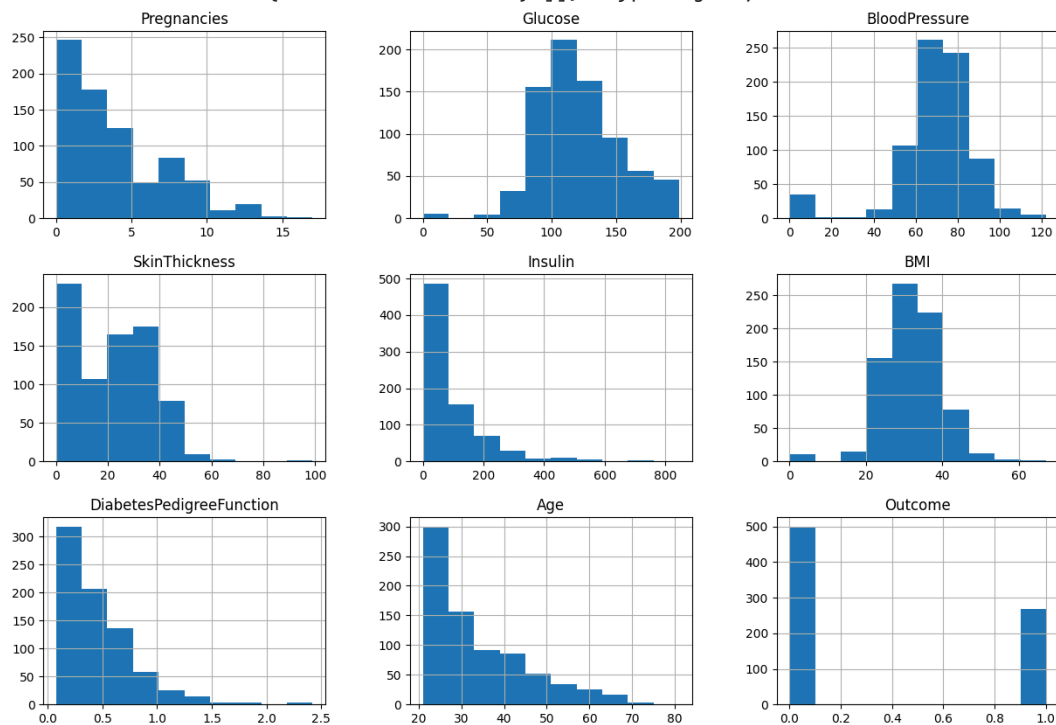 Pregnancies Glucose BloodPressure
250 200 150 100 50 0
0 5 10 15
200 150 100 50 0
0 50 100 150 200
250 200 150 100 50 0
0 20 40 60 80 100 120
SkinThickness Insulin BMI
200 150 100 50 0
0 20 40 60 80 100
500 400 300 200 100 0
0 200 400 600 800
250 200 150 100 50 0
0 20 40 60
DiabetesPedigreeFunction Age Outcome
300 250 200 150 100 50 0
0.0 0.5 1.0 1.5 2.0 2.5
300 250 200 150 100 50 0
20 30 40 50 60 70 80
500 400 300 200 100 0
0.0 0.2 0.4 0.6 0.8 1.0